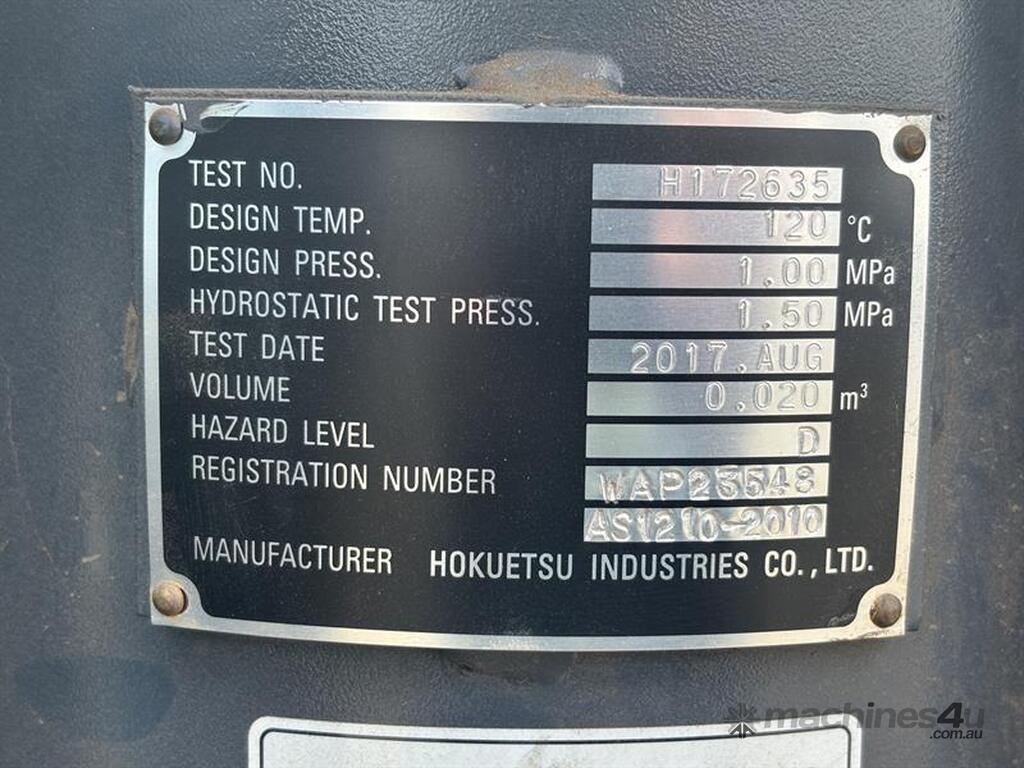 TEST NO. H172635
DESIGN TEMP. 120 °C
DESIGN PRESS. 1.00 MPa
HYDROSTATIC TEST PRESS. 1.50 MPa
TEST DATE 2017.AUG
VOLUME 0.020 m³
HAZARD LEVEL D
REGISTRATION NUMBER WAP23548
AS1210-2010
MANUFACTURER HOKUETSU INDUSTRIES CO., LTD.
machines4u
.com.au